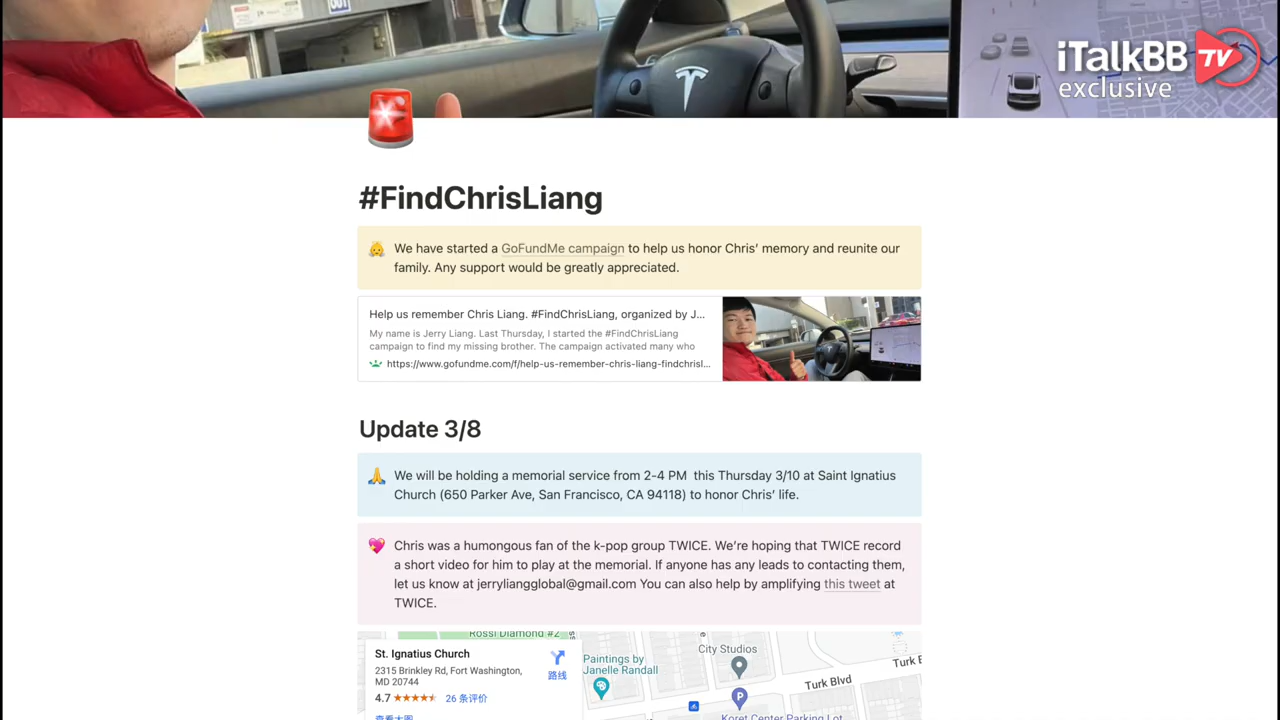 001
iTalkBB TV
exclusive
#FindChrisLiang
We have started a GoFundMe campaign to help us honor Chris’ memory and reunite our
family. Any support would be greatly appreciated.
Help us remember Chris Liang. #FindChrisLiang, organized by J...
My name is Jerry Liang. Last Thursday, I started the #FindChrisLiang
campaign to find my missing brother. The campaign activated many who
https://www.gofundme.com/f/help-us-remember-chris-liang-findchrisl...
Update 3/8
We will be holding a memorial service from 2-4 PM  this Thursday 3/10 at Saint Ignatius
Church (650 Parker Ave, San Francisco, CA 94118) to honor Chris’ life.
Chris was a humongous fan of the k-pop group TWICE. We’re hoping that TWICE record
a short video for him to play at the memorial. If anyone has any leads to contacting them,
let us know at jerryliangglobal@gmail.com You can also help by amplifying this tweet at
TWICE.
Rossi Diamond #2
St. Ignatius Church
2315 Brinkley Rd, Fort Washington,
MD 20744
路线
4.7
26 条评价
查看大图
Paintings by
Janelle Randall
City Studios
Turk Blvd
Turk B
Koret Center Parking Lot